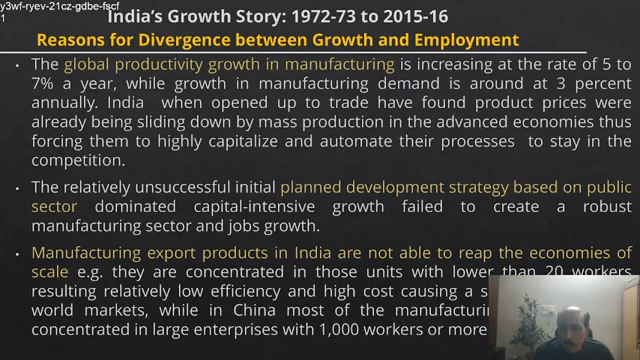 y3wf-ryev-21cz-gdbe-fscf
1
India's Growth Story: 1972-73 to 2015-16
Reasons for Divergence between Growth and Employment
• The global productivity growth in manufacturing is increasing at the rate of 5 to
7% a year, while growth in manufacturing demand is around at 3 percent
annually. India when opened up to trade have found product prices were
already being sliding down by mass production in the advanced economies thus
forcing them to highly capitalize and automate their processes to stay in the
competition.
• The relatively unsuccessful initial planned development strategy based on public
sector dominated capital-intensive growth failed to create a robust
manufacturing sector and jobs growth.
• Manufacturing export products in India are not able to reap the economies of
scale e.g. they are concentrated in those units with lower than 20 workers
resulting relatively low efficiency and high cost causing a
world markets, while in China most of the
concentrated in large enterprises with 1,000 workers or more